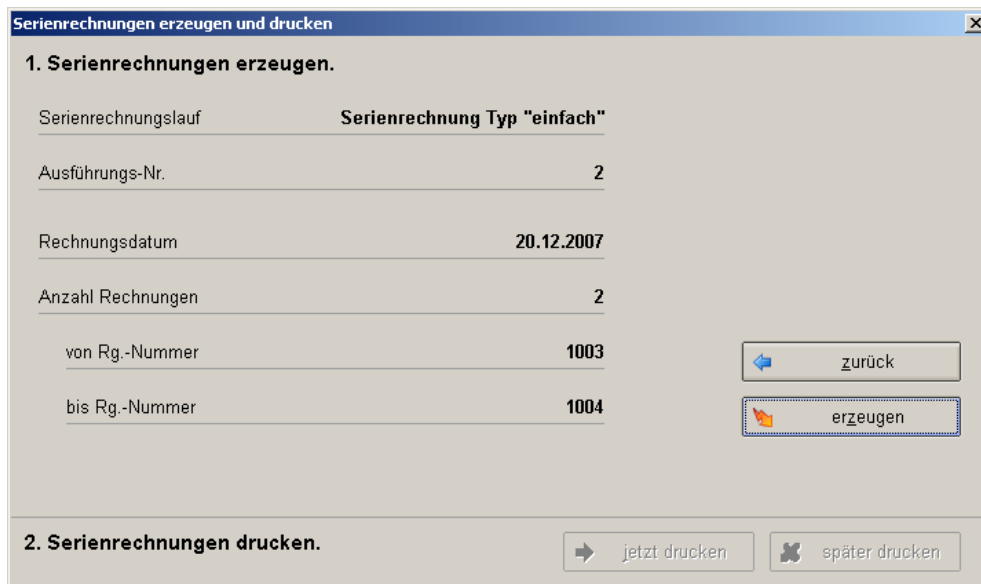 Serienrechnungen erzeugen und drucken
1. Serienrechnungen erzeugen.
Serienrechnungslauf Serienrechnung Typ "einfach"
Ausführungs-Nr. 2
Rechnungsdatum 20.12.2007
Anzahl Rechnungen 2
von Rg.-Nummer 1003
zurück
bis Rg.-Nummer 1004
erzeugen
2. Serienrechnungen drucken.
jetzt drucken
später drucken